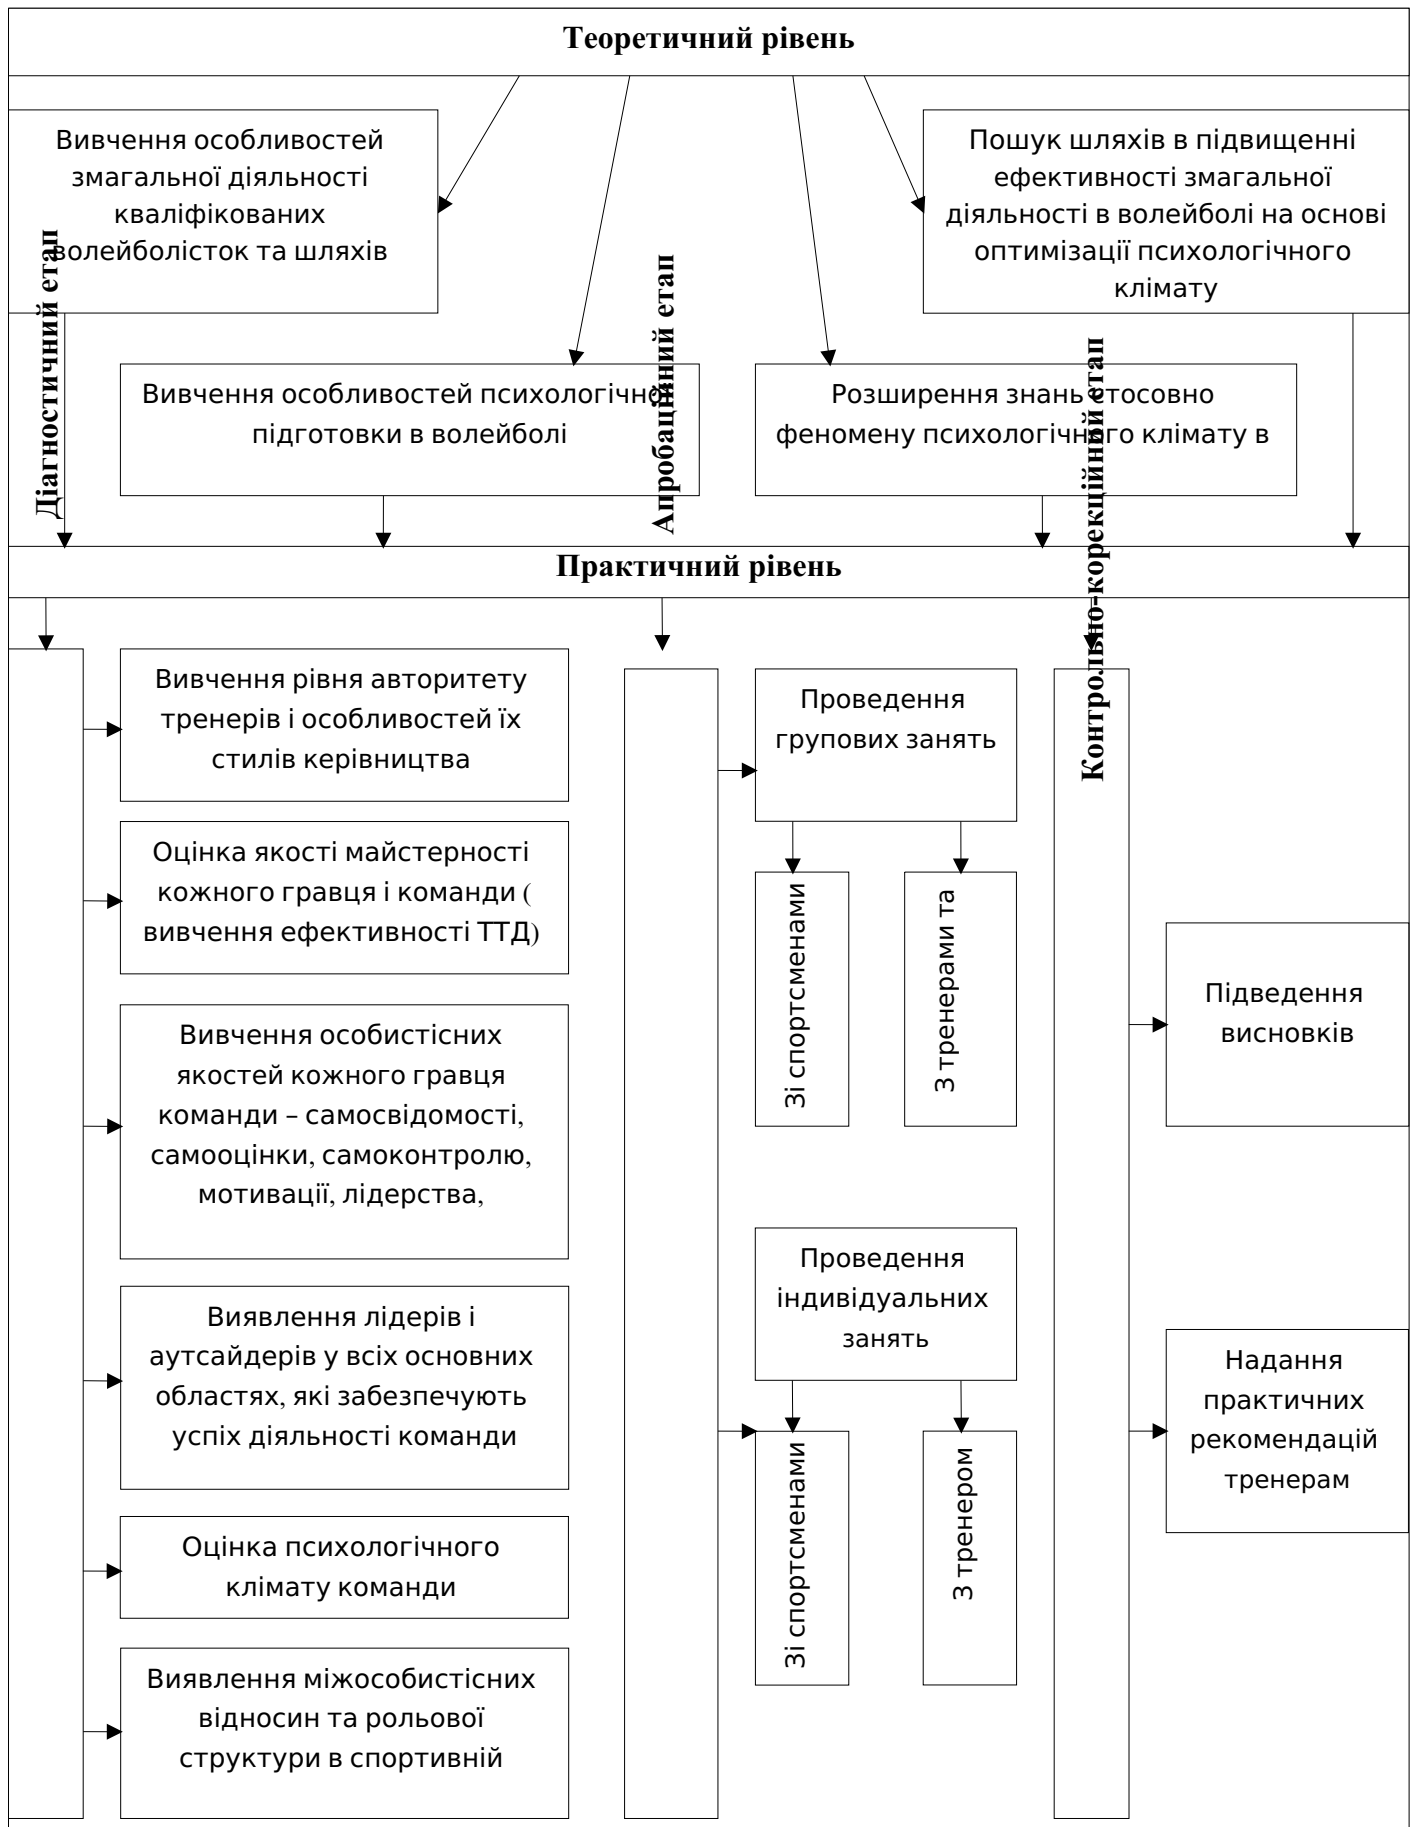 Теоретичний рівень
Вивчення особливостей
змагальної діяльності
кваліфікованих
волейболісток та шляхів
Пошук шляхів в підвищенні
ефективності змагальної
діяльності в волейболі на основі
оптимізації психологічного
клімату
Вивчення особливостей психологічної
підготовки в волейболі
Розширення знань стосовно
феномену психологічного клімату в
Практичний рівень
Діагностичний етап
Вивчення рівня авторитету
тренерів і особливостей їх
стилів керівництва
Оцінка якості майстерності
кожного гравця і команди (
вивчення ефективності ТТД)
Вивчення особистісних
якостей кожного гравця
команди – самосвідомості,
самооцінки, самоконтролю,
мотивації, лідерства,
Виявлення лідерів і
аутсайдерів у всіх основних
областях, які забезпечують
успіх діяльності команди
Оцінка психологічного
клімату команди
Виявлення міжособистісних
відносин та рольової
структури в спортивній
Апробаційний етап
Проведення
групових занять
Зі спортсменами
З тренерами та
Проведення
індивідуальних
занять
Зі спортсменами
З тренером
Контрольно-корекційний етап
Підведення
висновків
Надання
практичних
рекомендацій
тренерам